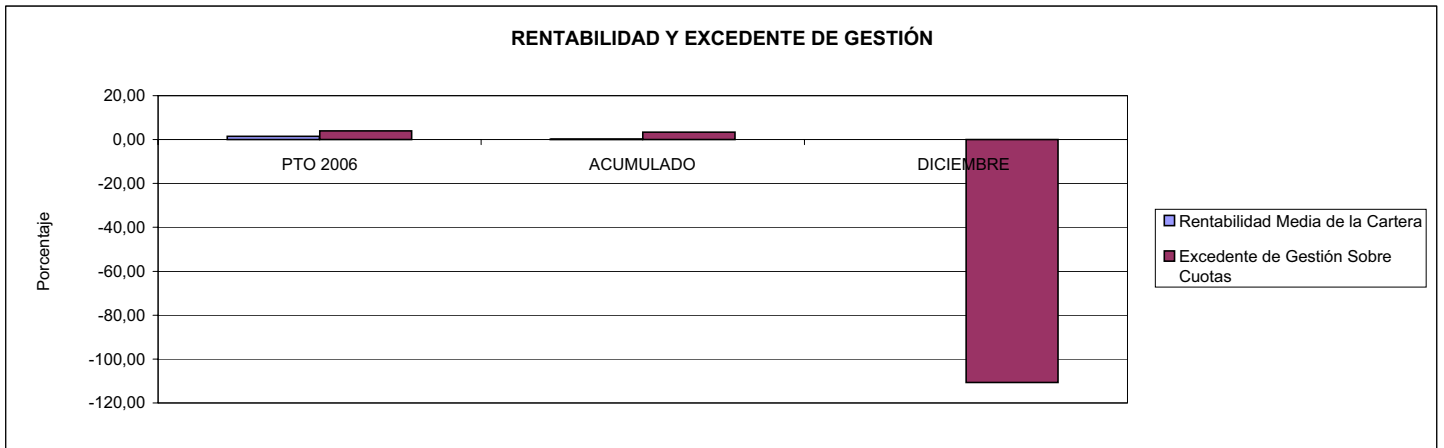 RENTABILIDAD Y EXCEDENTE DE GESTIÓN
20,00
0,00
PTO 2006 ACUMULADO DICIEMBRE
-20,00
-40,00
-60,00
-80,00
-100,00
-120,00
Porcentaje
Rentabilidad Media de la Cartera
Excedente de Gestión Sobre
Cuotas